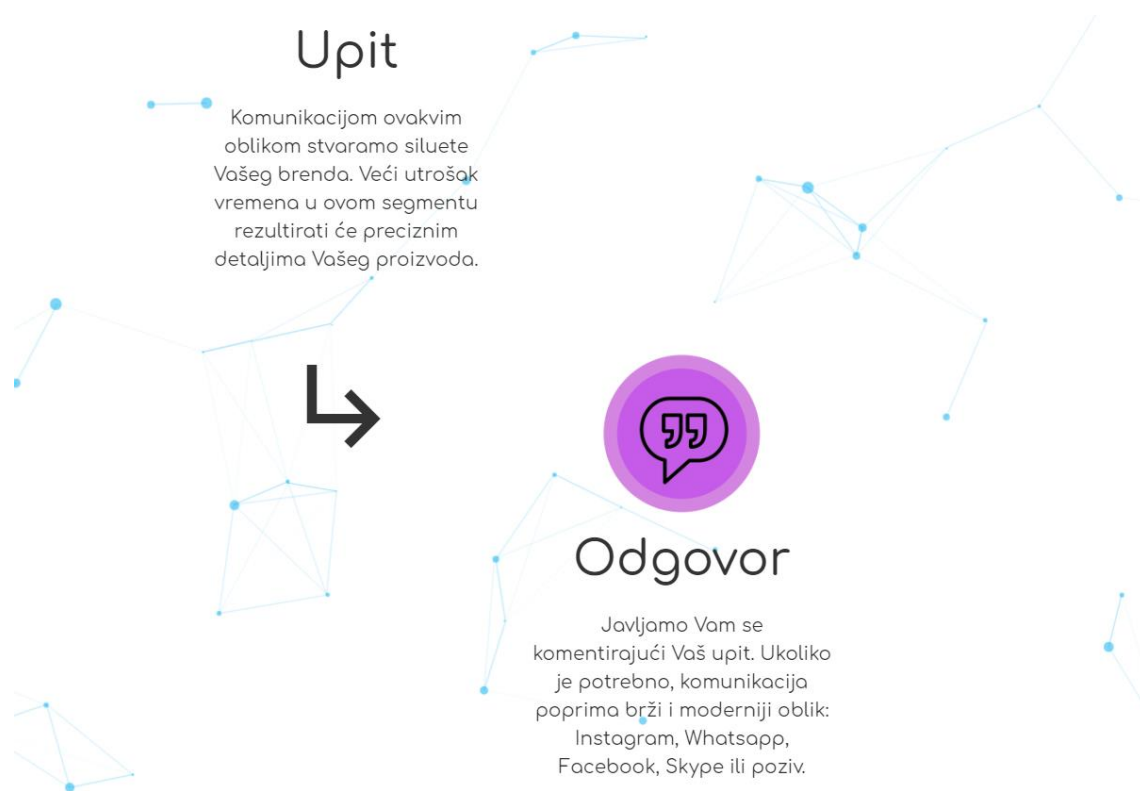 Upit
Komunikacijom ovakvim
oblikom stvaramo siluete
Vašeg brenda. Veći utrošak
vremena u ovom segmentu
rezultirati će preciznim
detaljima Vašeg proizvoda.
Odgovor
Javljamo Vam se
komentirajući Vaš upit. Ukoliko
je potrebno, komunikacija
poprima brži i moderniji oblik:
Instagram, Whatsapp,
Facebook, Skype ili poziv.